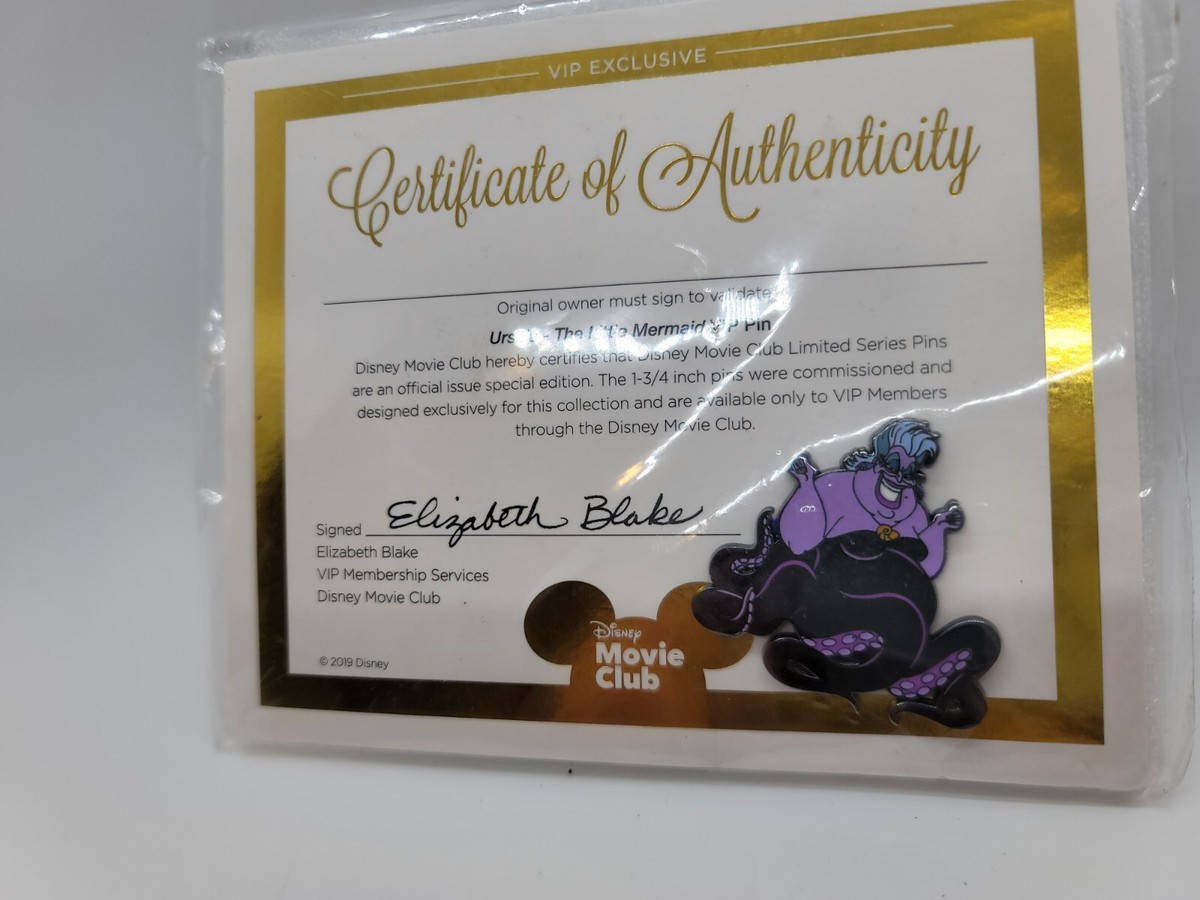 VIP EXCLUSIVE
Certificate of Authenticity
Original owner must sign to validate
The Little Mermaid VIP Pin
Disney Movie Club hereby certifies that Disney Movie Club Limited Series Pins
are an official issue special edition. The 1-3/4 inch pins were commissioned and
designed exclusively for this collection and are available only to VIP Members
through the Disney Movie Club.
Signed Elizabeth Blake
Elizabeth Blake
VIP Membership Services
Disney Movie Club
© 2019 Disney
Disney
Movie
Club